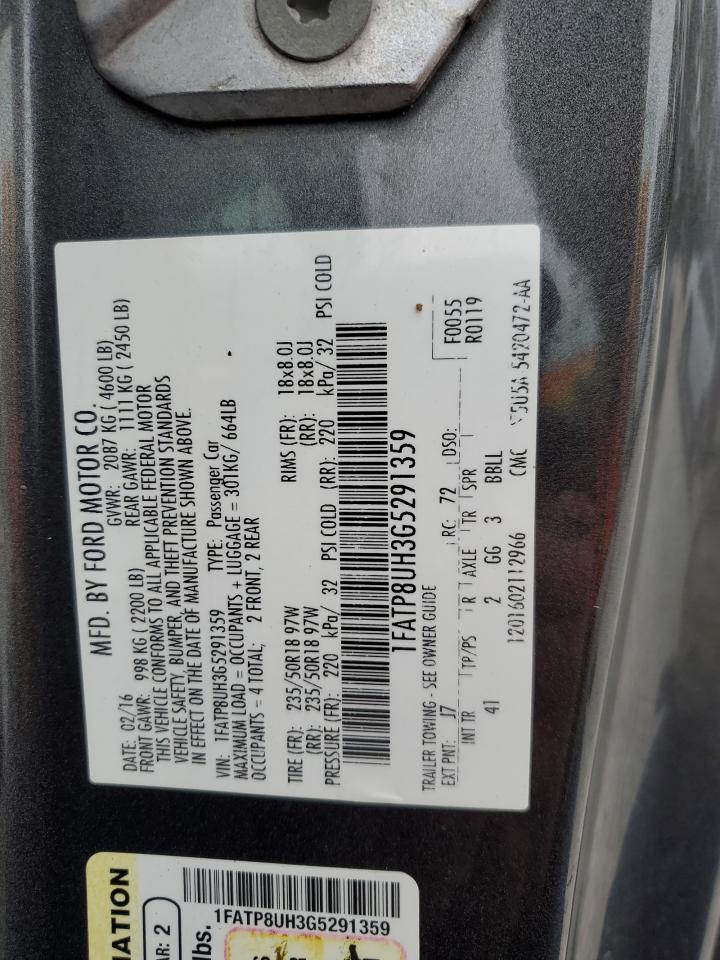 MFD. BY FORD MOTOR CO.
DATE: 02/16 GVWR: 2087 KG ( 4600 LB)
FRONT GAWR: 998 KG ( 2200 LB) REAR GAWR: 1111 KG ( 2450 LB)
THIS VEHICLE CONFORMS TO ALL APPLICABLE FEDERAL MOTOR
VEHICLE SAFETY, BUMPER, AND THEFT PREVENTION STANDARDS
IN EFFECT ON THE DATE OF MANUFACTURE SHOWN ABOVE.
VIN: 1FATP8UH3G5291359 TYPE: Passenger Car
MAXIMUM LOAD = OCCUPANTS + LUGGAGE = 301KG/ 664LB
OCCUPANTS = 4 TOTAL; 2 FRONT, 2 REAR
TIRE (FR): 235/50R18 97W RIMS (FR): 18x8.0J
(RR): 235/50R18 97W (RR): 18x8.0J
PRESSURE (FR): 220 kPa/ 32 PSI COLD (RR): 220 kPa/ 32 PSI COLD
1FATP8UH3G5291359
TRAILER TOWING - SEE OWNER GUIDE F0055
R0119
EXT PNT: J7 RC: 72 DSO:
INT TR TP/PS R AXLE TR SPR
41 2 GG 3 BBLL
1201602112966 CMC 5420472-AA
1FATP8UH3G5291359
MATION
AR: 2
lbs.